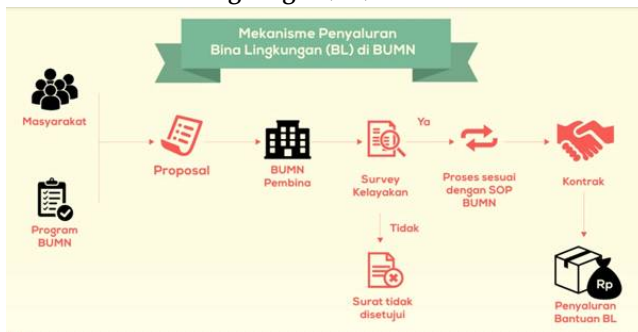 Mekanisme Penyaluran
Bina Lingkungan (BL) di BUMN
Masyarakat
Program
BUMN
Proposal
BUMN
Pembina
Survey
Kelayakan
Ya
Proses sesuai
dengan SOP
BUMN
Kontrak
Tidak
Surat tidak
disetujui
Rp
Penyaluran
Bantuan BL